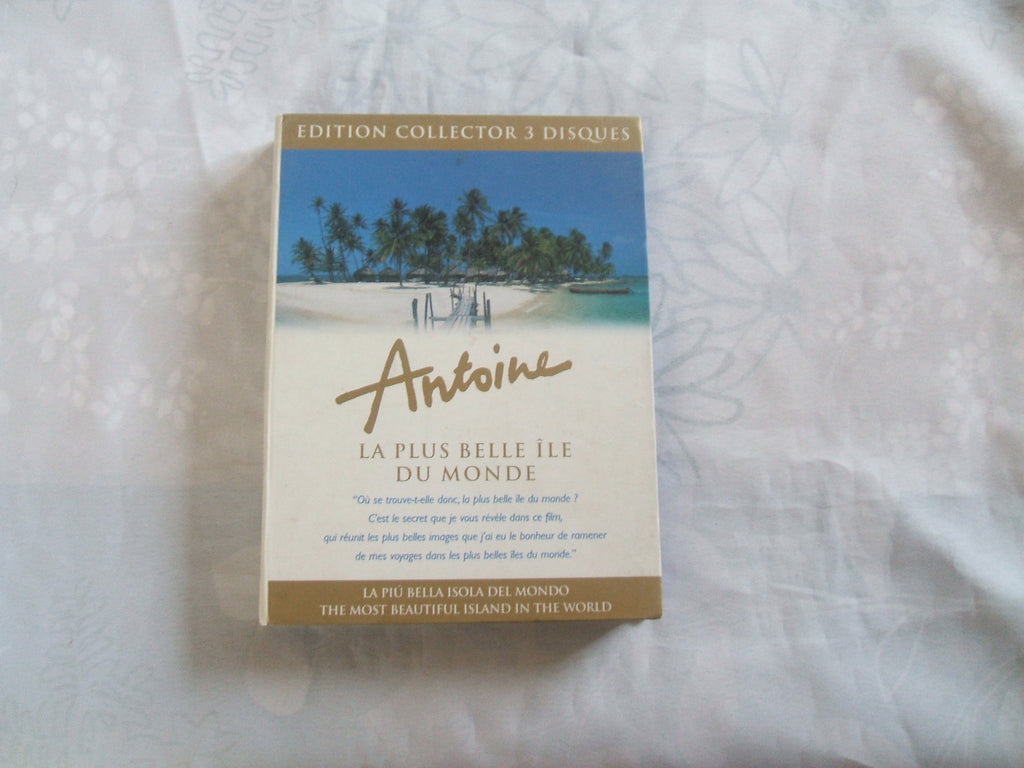 EDITION COLLECTOR 3 DISQUES
Antoine
LA PLUS BELLE ÎLE
DU MONDE
"Où se trouve-t-elle donc, la plus belle île du monde ?
C'est le secret que je vous révèle dans ce film,
qui réunit les plus belles images que j'ai eu le bonheur de ramener
de mes voyages dans les plus belles îles du monde."
LA PIÚ BELLA ISOLA DEL MONDO
THE MOST BEAUTIFUL ISLAND IN THE WORLD